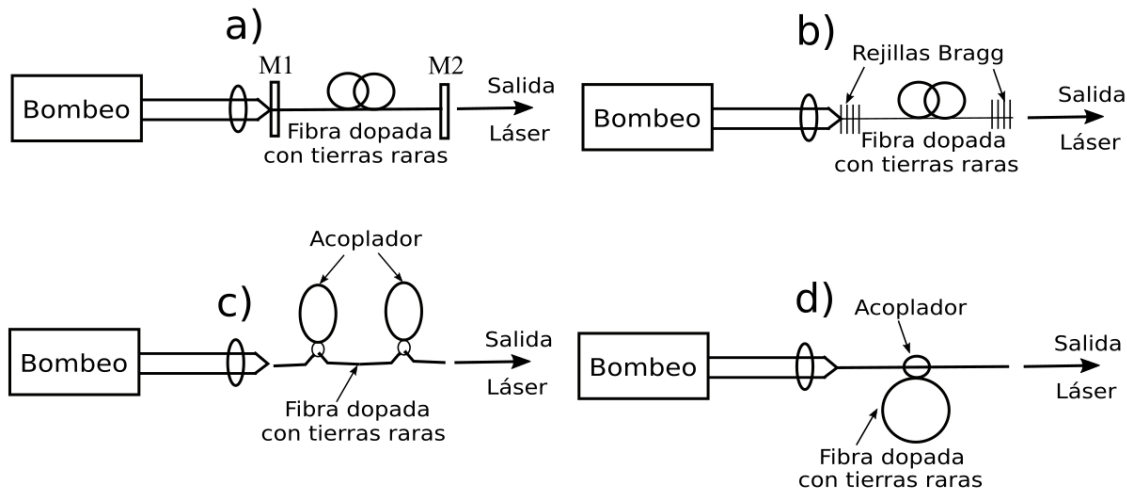 a)
M1
M2
Bombeo
Salida
Láser
Fibra dopada
con tierras raras
b)
Rejillas Bragg
Bombeo
Salida
Láser
Fibra dopada
con tierras raras
c)
Acoplador
Bombeo
Salida
Láser
Fibra dopada
con tierras raras
d)
Acoplador
Bombeo
Salida
Láser
Fibra dopada
con tierras raras